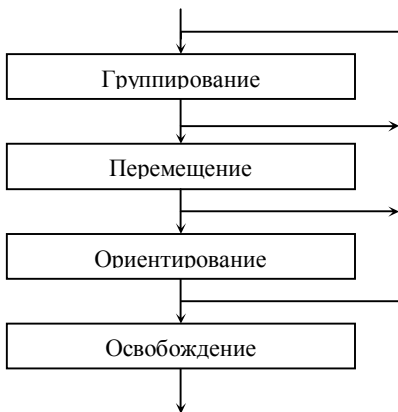 Группирование
Перемещение
Ориентирование
Освобождение